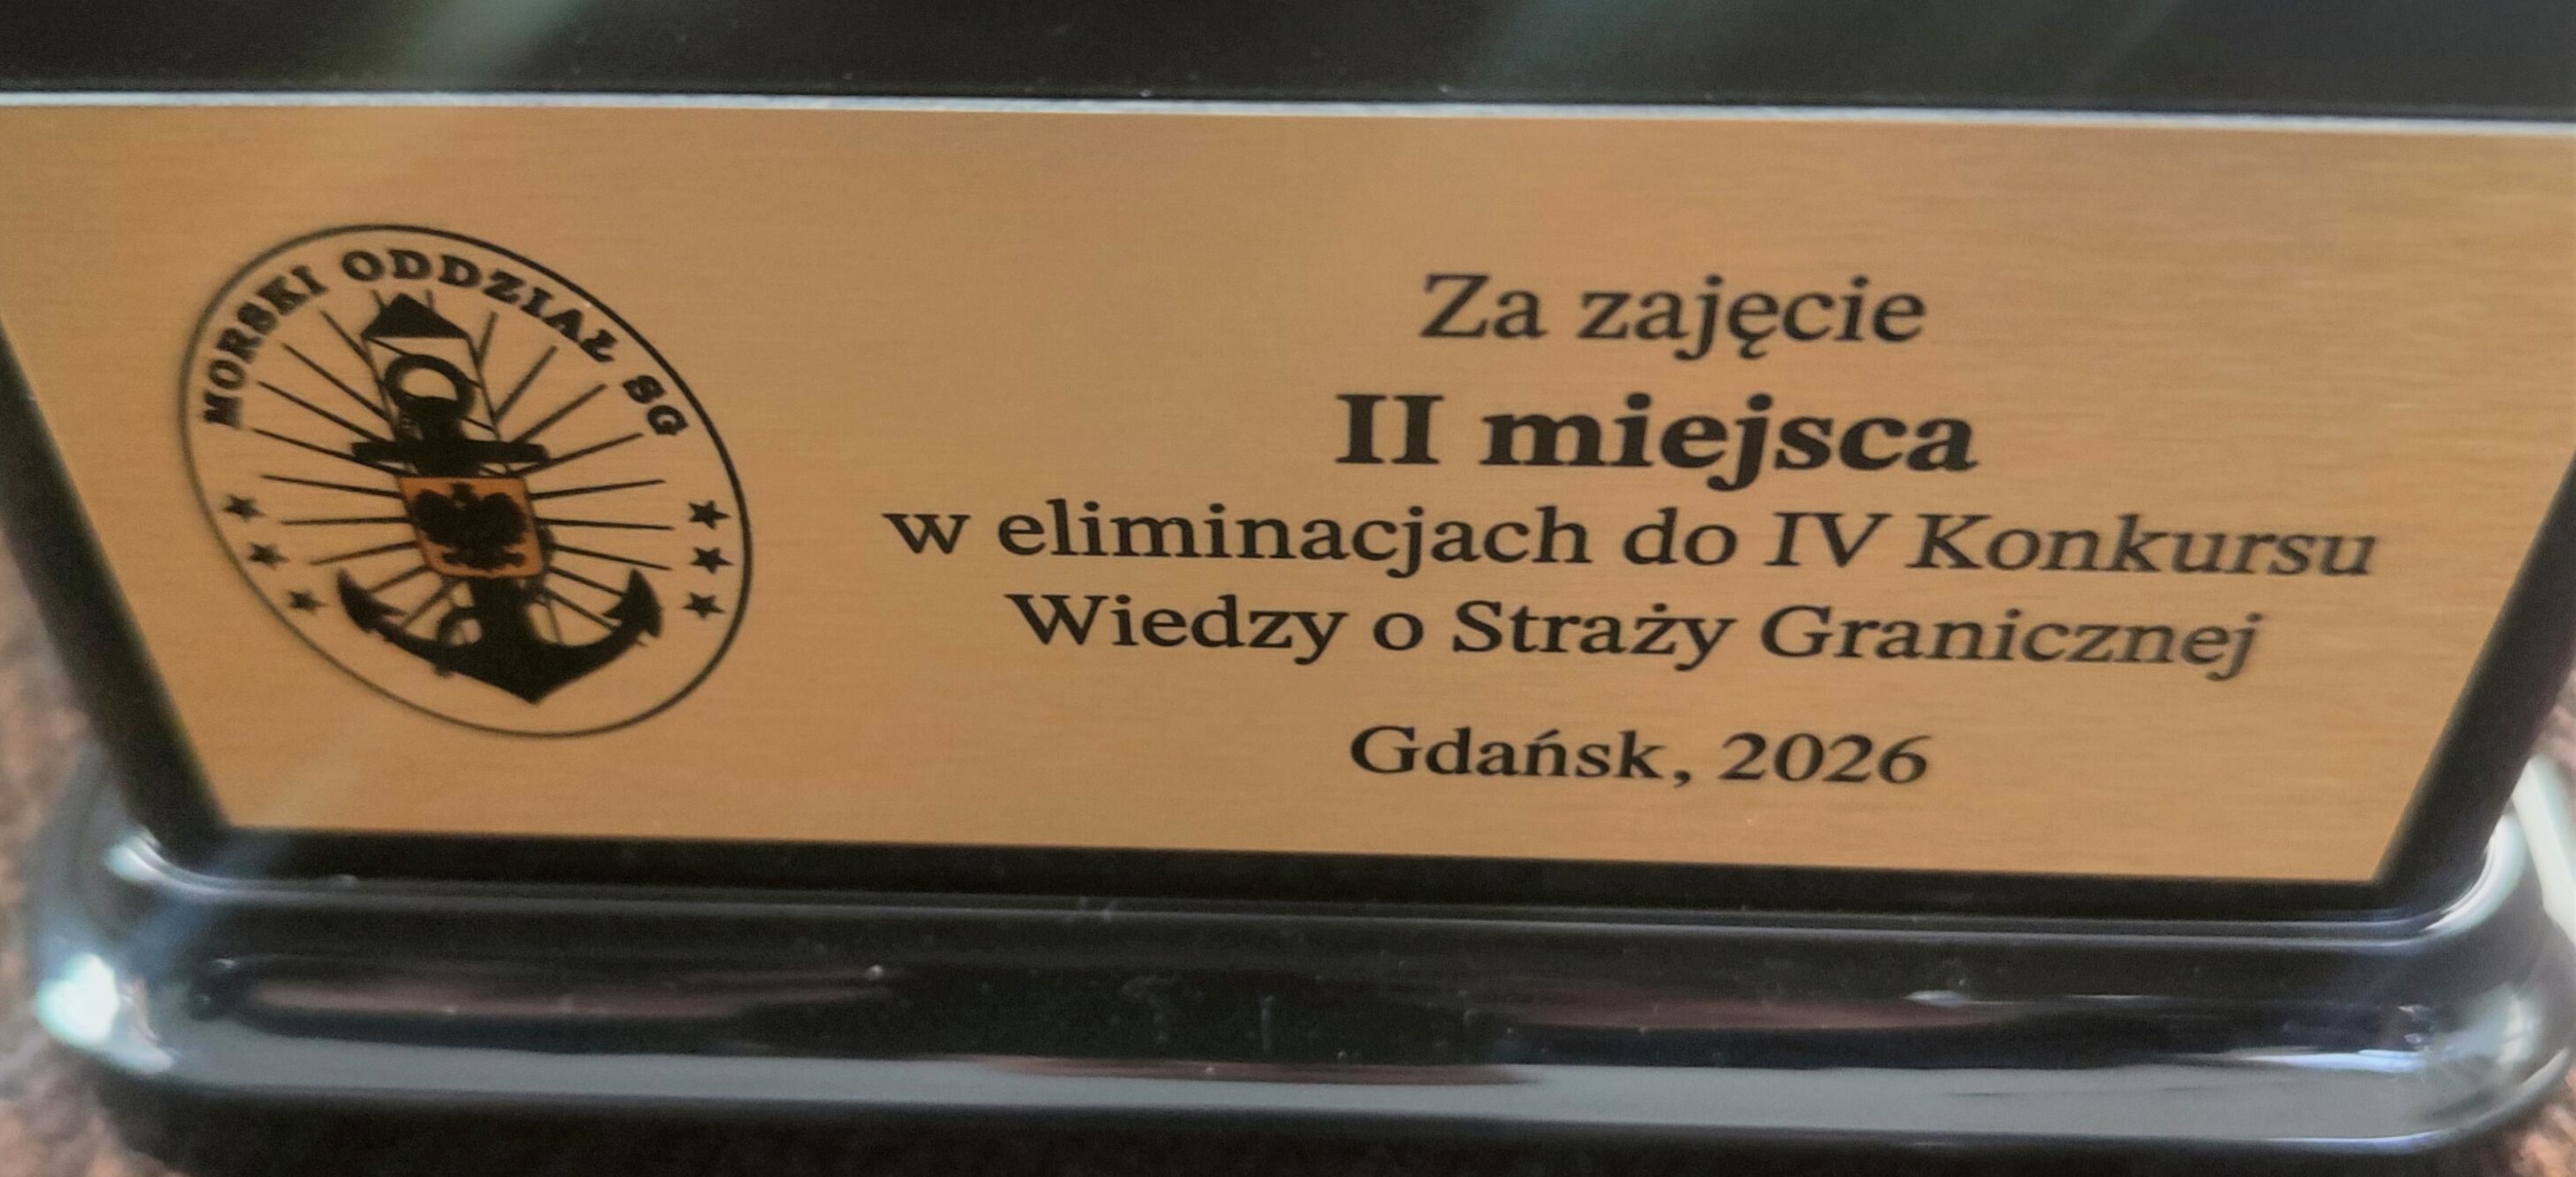 MORSKI ODDZIAŁ SG
Za zajęcie
II miejsca
w eliminacjach do IV Konkursu
Wiedzy o Straży Granicznej
Gdańsk, 2026